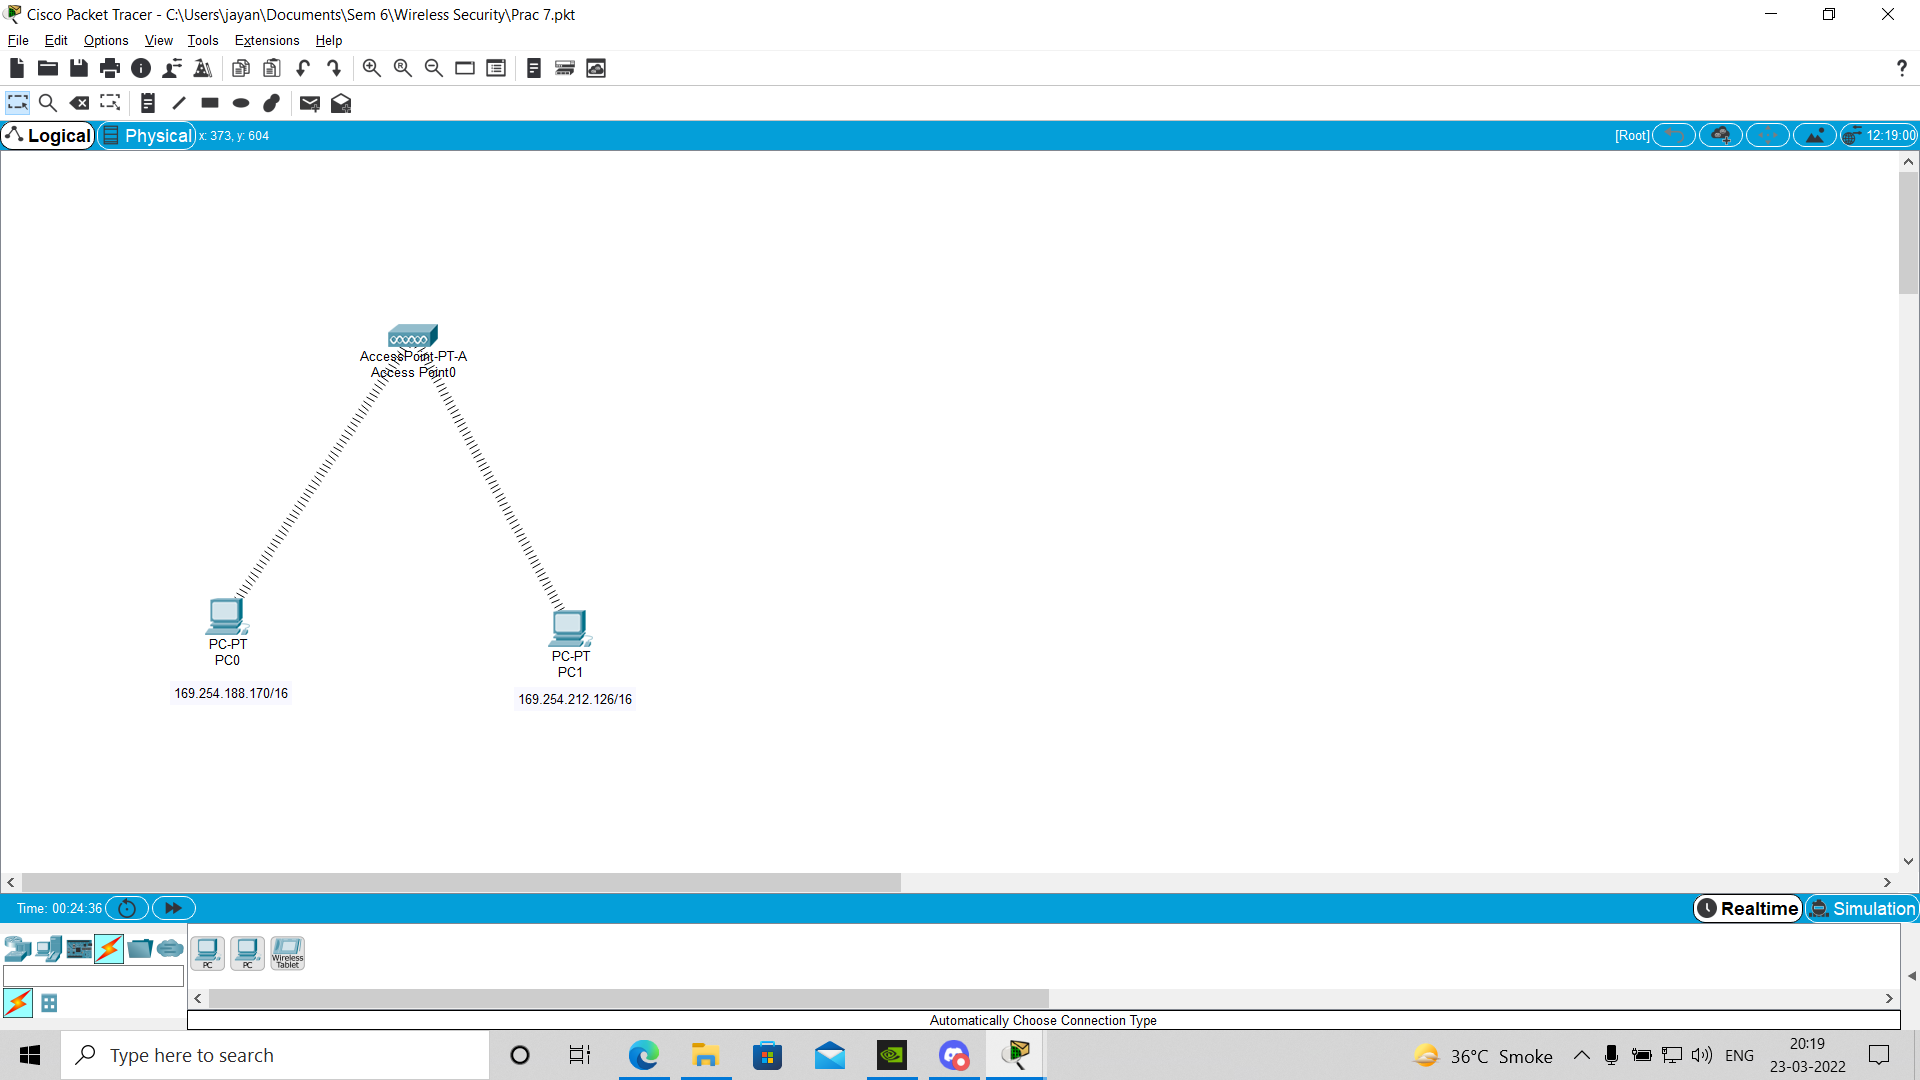 Cisco Packet Tracer - C:\Users\jayan\Documents\Sem 6\Wireless Security\Prac 7.pkt
File Edit Options View Tools Extensions Help
?
Logical Physical x: 373, y: 604 [Root] 12:19:00
AccessPoint-PT-A
Access Point0
PC-PT
PC0
169.254.188.170/16
PC-PT
PC1
169.254.212.126/16
Time: 00:24:36 Realtime Simulation
PC PC Wireless Tablet
Automatically Choose Connection Type
Type here to search 36°C Smoke ENG 20:19
23-03-2022